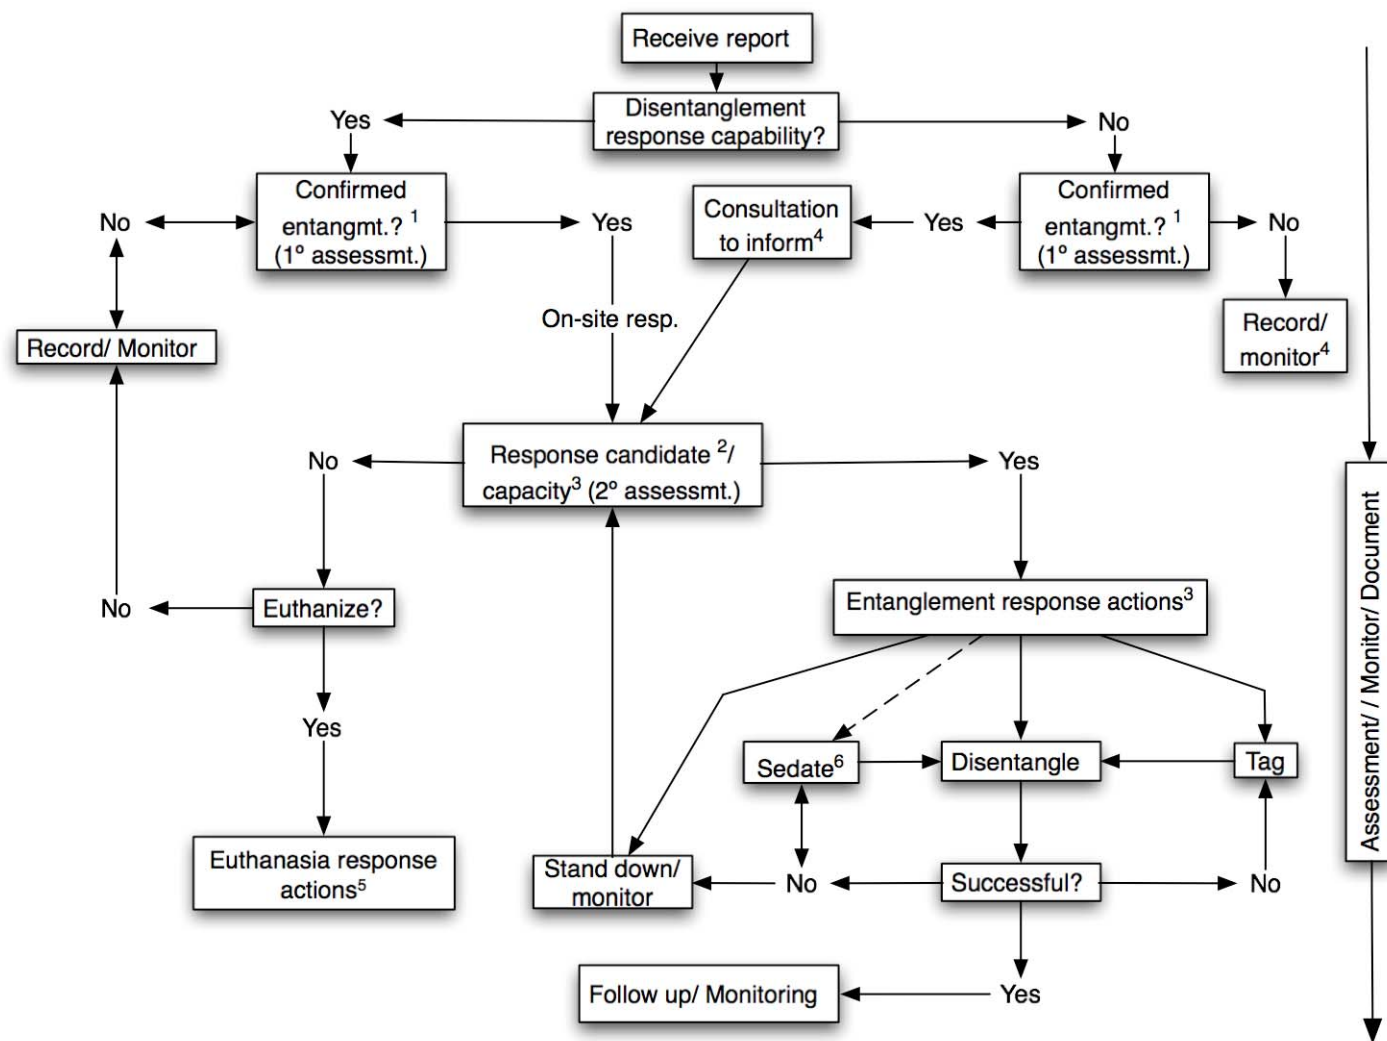 Receive report
Disentanglement
response capability?
Yes
No
Confirmed
entangmt.? 1
(1º assessmt.)
No
Yes
Consultation
to inform4
Yes
Confirmed
entangmt.? 1
(1º assessmt.)
No
On-site resp.
Record/ Monitor
Record/
monitor4
Response candidate 2/
capacity3 (2º assessmt.)
No
Yes
Euthanize?
No
Entanglement response actions3
Yes
Sedate6
Disentangle
Tag
Euthanasia response
actions5
Stand down/
monitor
No
Successful?
No
Follow up/ Monitoring
Yes
Assessment/ / Monitor/ Document